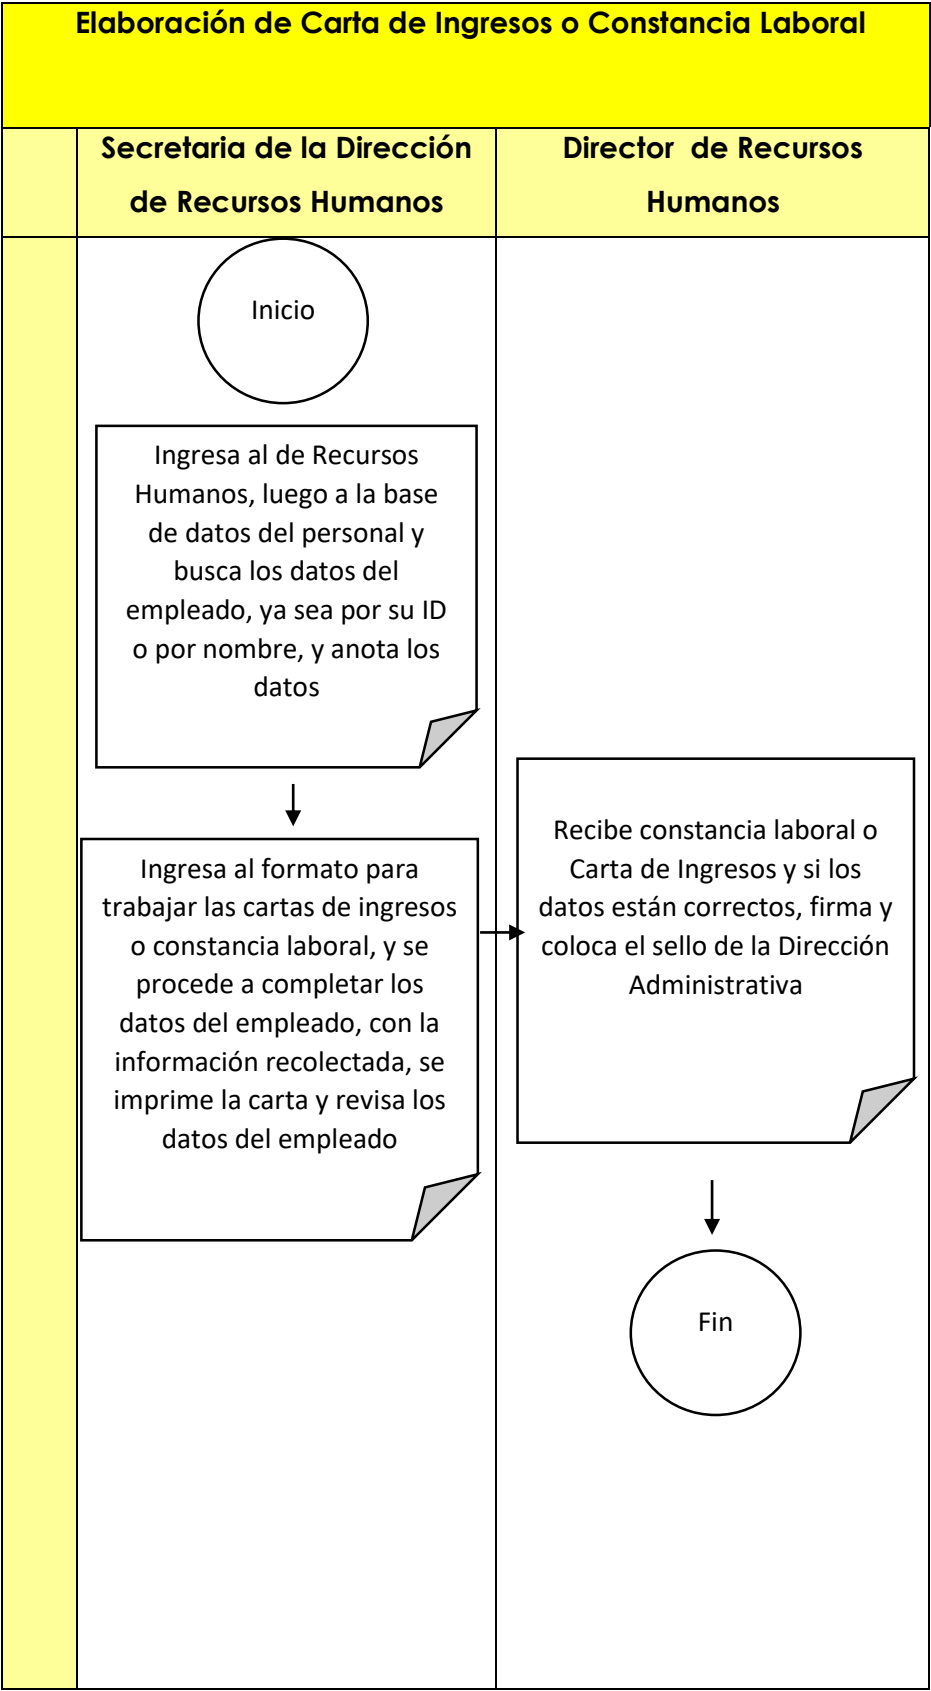 Elaboración de Carta de Ingresos o Constancia Laboral
Secretaria de la Dirección
de Recursos Humanos
Director de Recursos
Humanos
Inicio
Ingresa al de Recursos
Humanos, luego a la base
de datos del personal y
busca los datos del
empleado, ya sea por su ID
o por nombre, y anota los
datos
Ingresa al formato para
trabajar las cartas de ingresos
o constancia laboral, y se
procede a completar los
datos del empleado, con la
información recolectada, se
imprime la carta y revisa los
datos del empleado
Recibe constancia laboral o
Carta de Ingresos y si los
datos están correctos, firma y
coloca el sello de la Dirección
Administrativa
Fin